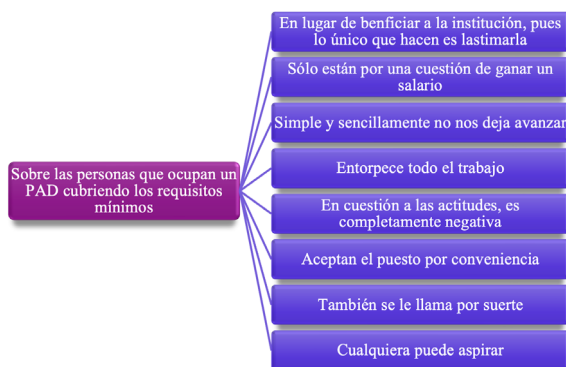 Sobre las personas que ocupan un
PAD cubriendo los requisitos
mínimos
En lugar de benficiar a la institución, pues
lo único que hacen es lastimarla
Sólo están por una cuestión de ganar un
salario
Simple y sencillamente no nos deja avanzar
Entorpece todo el trabajo
En cuestión a las actitudes, es
completamente negativa
Aceptan el puesto por conveniencia
También se le llama por suerte
Cualquiera puede aspirar